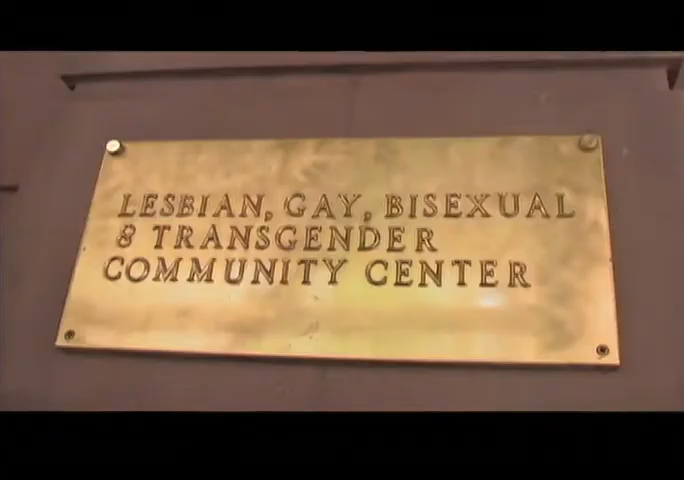 LESBIAN, GAY, BISEXUAL
& TRANSGENDER
COMMUNITY CENTER